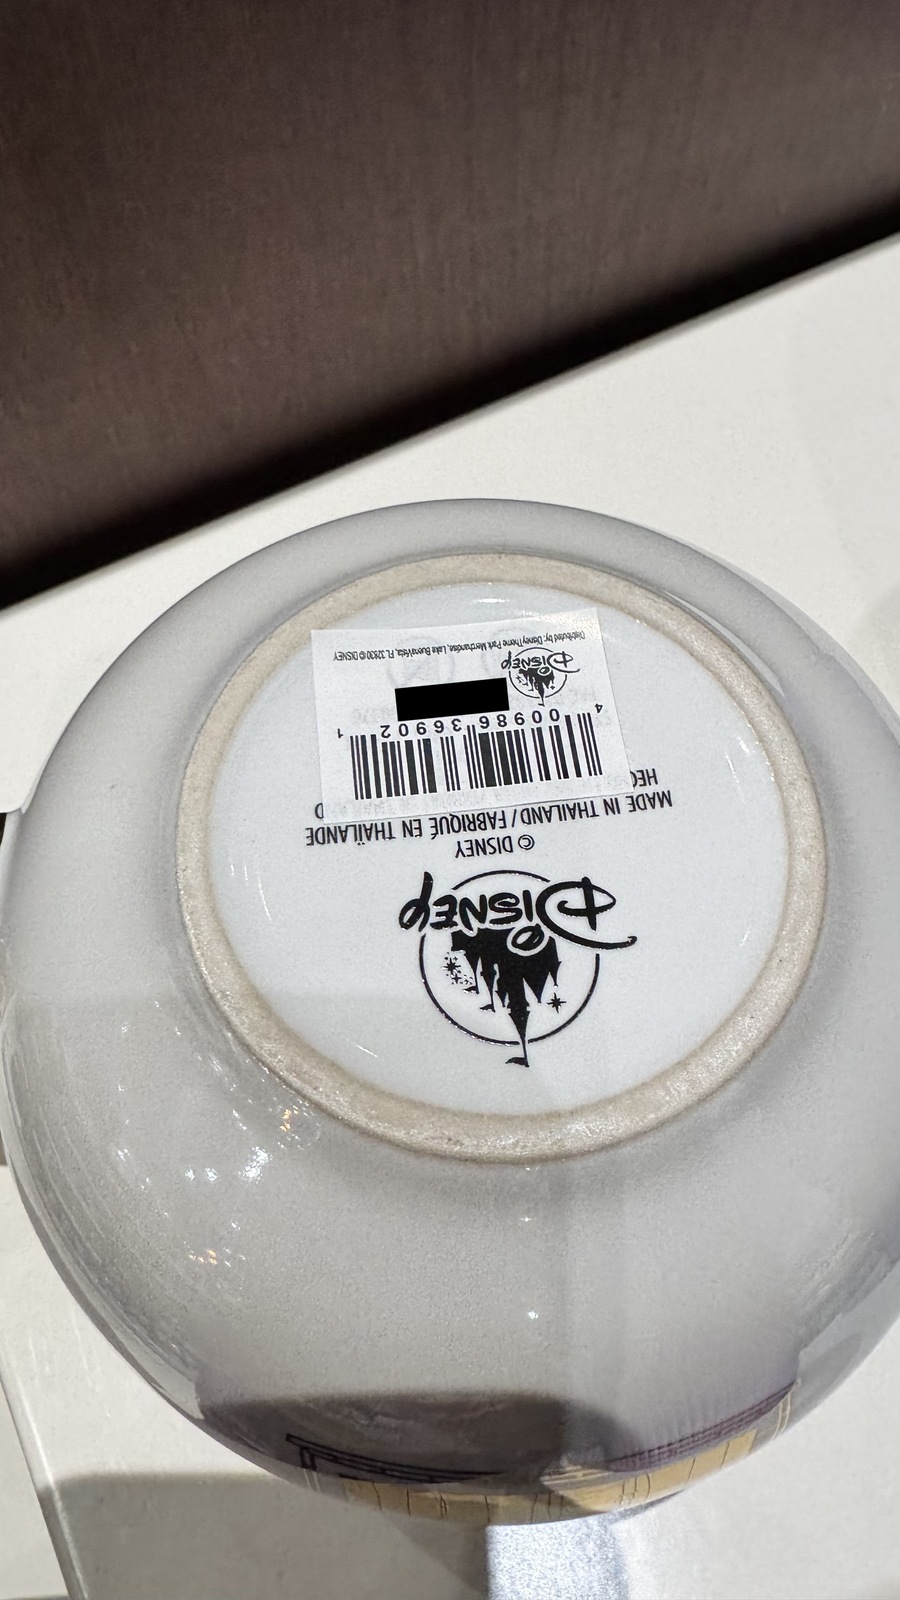 Distributed by: Disney Theme Park Merchandise, Lake Buena Vista, FL 32830 © DISNEY
DISNEY
4 00986 36902 1
MADE IN THAILAND / FABRIQUÉ EN THAÏLANDE
© DISNEY
DISNEY